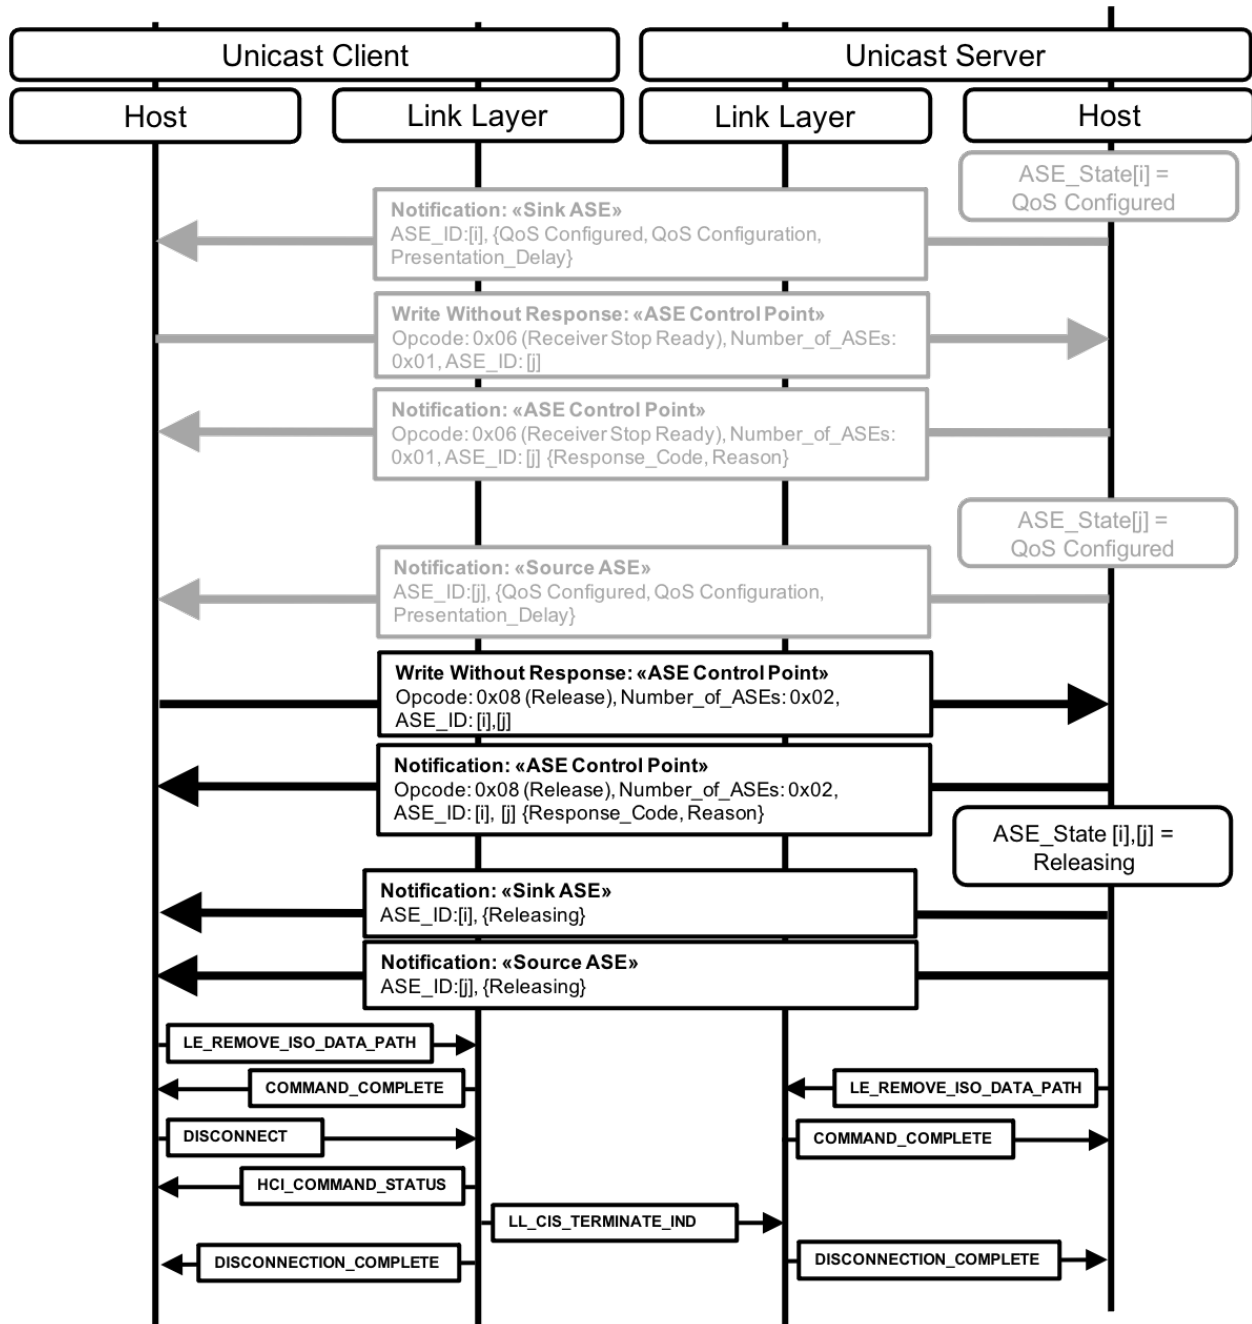 Unicast Client
Unicast Server
Host
Link Layer
Link Layer
Host
ASE_State[i] =
QoS Configured
Notification: «Sink ASE»
ASE_ID:[i], {QoS Configured, QoS Configuration,
Presentation_Delay}
Write Without Response: «ASE Control Point»
Opcode: 0x06 (Receiver Stop Ready), Number_of_ASEs:
0x01, ASE_ID: [j]
Notification: «ASE Control Point»
Opcode: 0x06 (Receiver Stop Ready), Number_of_ASEs:
0x01, ASE_ID: [j] {Response_Code, Reason}
ASE_State[j] =
QoS Configured
Notification: «Source ASE»
ASE_ID:[j], {QoS Configured, QoS Configuration,
Presentation_Delay}
Write Without Response: «ASE Control Point»
Opcode: 0x08 (Release), Number_of_ASEs: 0x02,
ASE_ID: [i],[j]
Notification: «ASE Control Point»
Opcode: 0x08 (Release), Number_of_ASEs: 0x02,
ASE_ID: [i], [j] {Response_Code, Reason}
ASE_State [i],[j] =
Releasing
Notification: «Sink ASE»
ASE_ID:[i], {Releasing}
Notification: «Source ASE»
ASE_ID:[j], {Releasing}
LE_REMOVE_ISO_DATA_PATH
COMMAND_COMPLETE
LE_REMOVE_ISO_DATA_PATH
DISCONNECT
COMMAND_COMPLETE
HCI_COMMAND_STATUS
LL_CIS_TERMINATE_IND
DISCONNECTION_COMPLETE
DISCONNECTION_COMPLETE